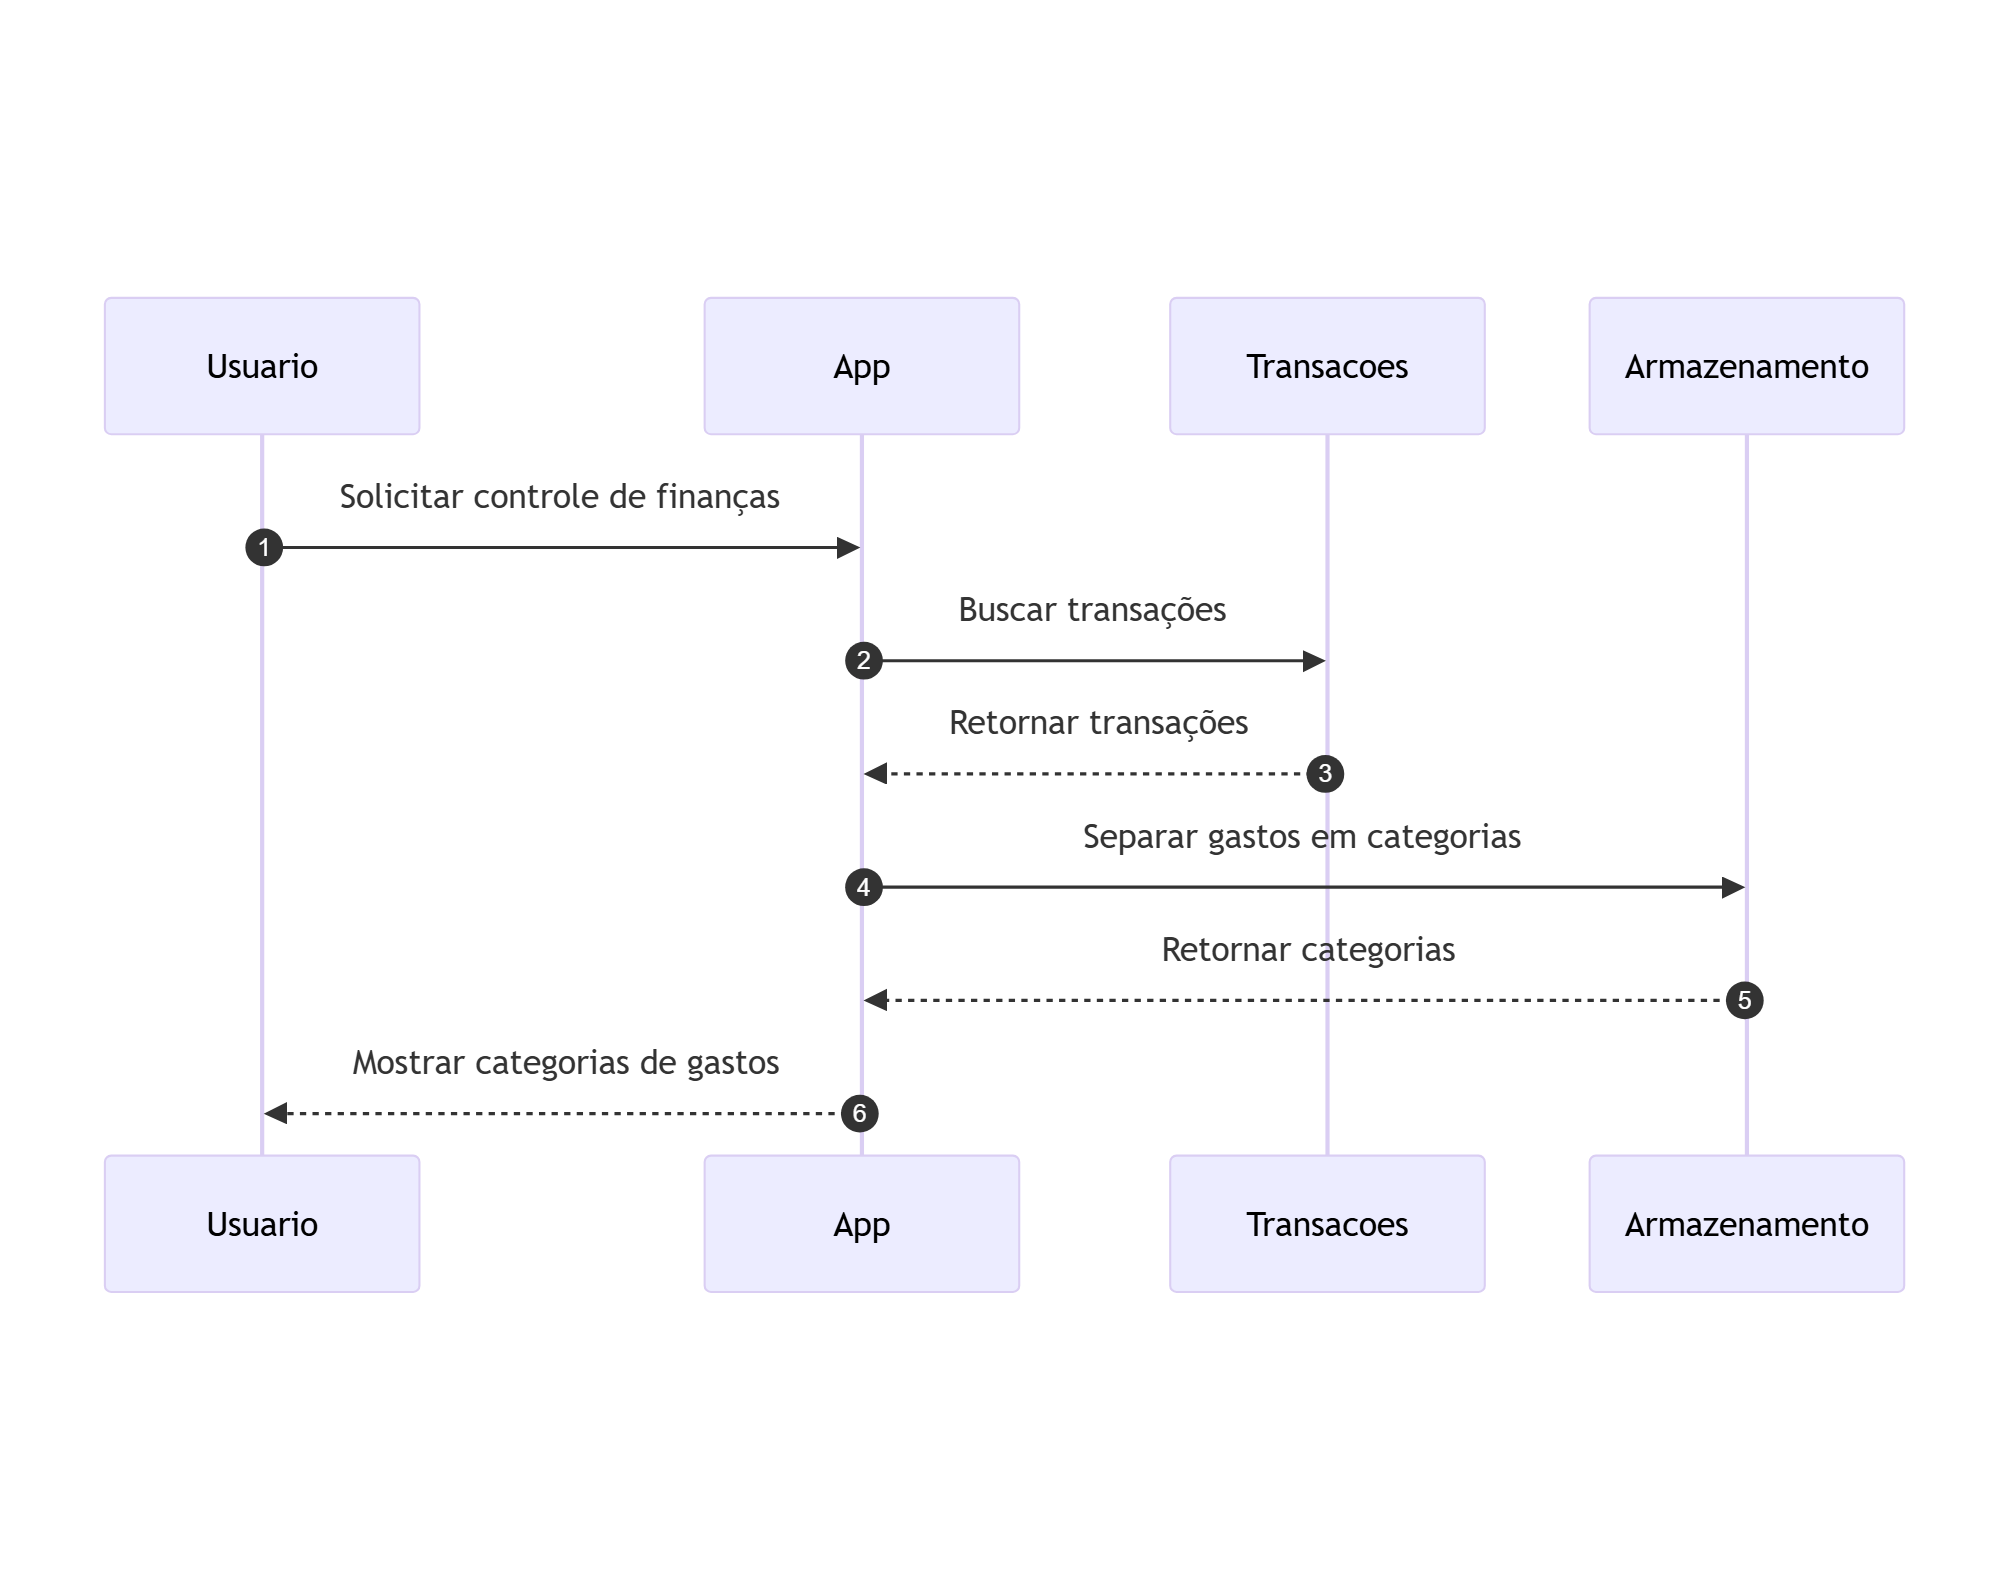 Usuario
App
Transacoes
Armazenamento
Solicitar controle de finanças
1
Buscar transações
2
Retornar transações
3
Separar gastos em categorias
4
Retornar categorias
5
Mostrar categorias de gastos
6
Usuario
App
Transacoes
Armazenamento